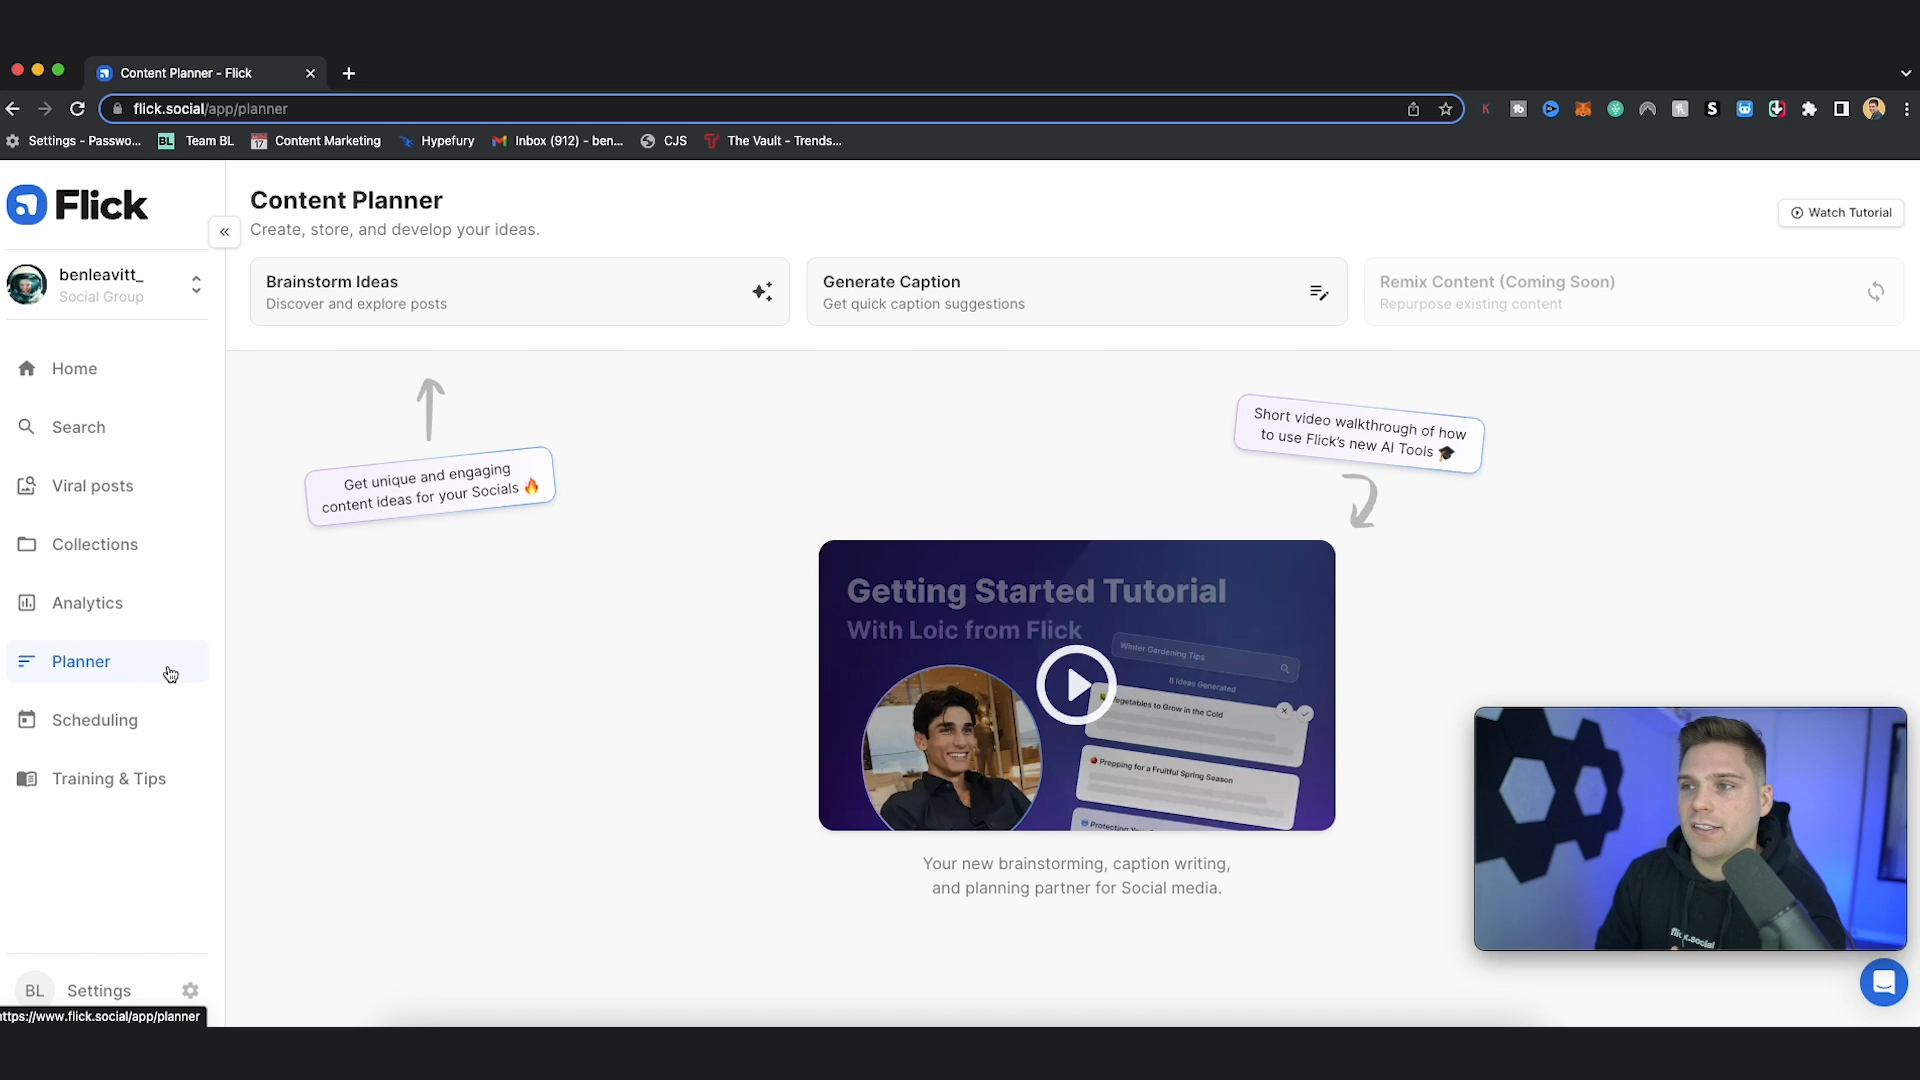 Content Planner - Flick
flick.social/app/planner
Settings - Passwo...
BL
Team BL
17
Content Marketing
Hypefury
Inbox (912) - ben...
CJS
The Vault - Trends...
Flick
Content Planner
Create, store, and develop your ideas.
Watch Tutorial
benleavitt_
Social Group
Brainstorm Ideas
Discover and explore posts
Generate Caption
Get quick caption suggestions
Remix Content (Coming Soon)
Repurpose existing content
Home
Search
Viral posts
Collections
Analytics
Planner
Scheduling
Training & Tips
Get unique and engaging
content ideas for your Socials
Short video walkthrough of how
to use Flick's new AI Tools
Getting Started Tutorial
With Loic from Flick
Winter Gardening Tips
8 Ideas Generated
Vegetables to Grow in the Cold
Prepping for a Fruitful Spring Season
Protecting
Your new brainstorming, caption writing,
and planning partner for Social media.
flick.social
BL
Settings
ttps://www.flick.social/app/planner